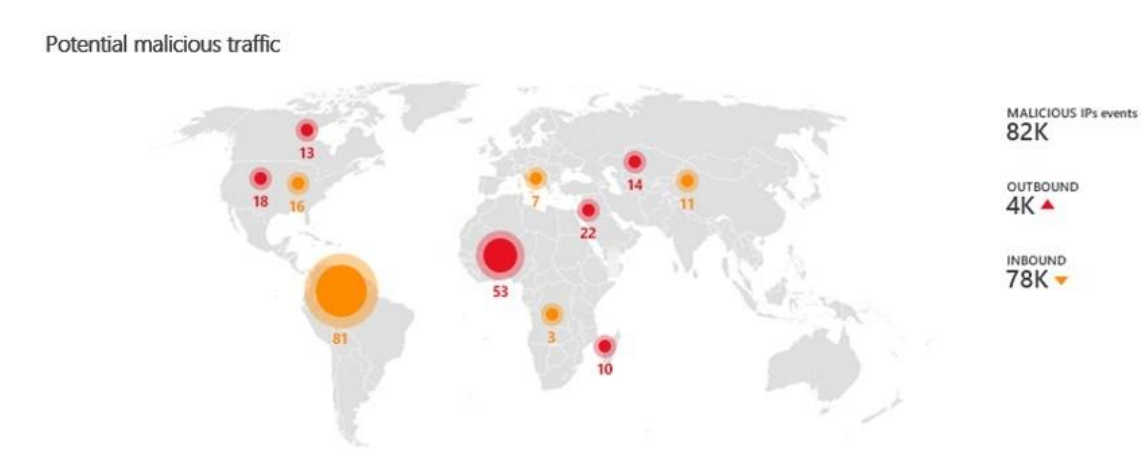 Potential malicious traffic
MALICIOUS IPs events
82K
OUTBOUND
4K
INBOUND
78K
13
18
16
7
14
11
22
53
81
3
10